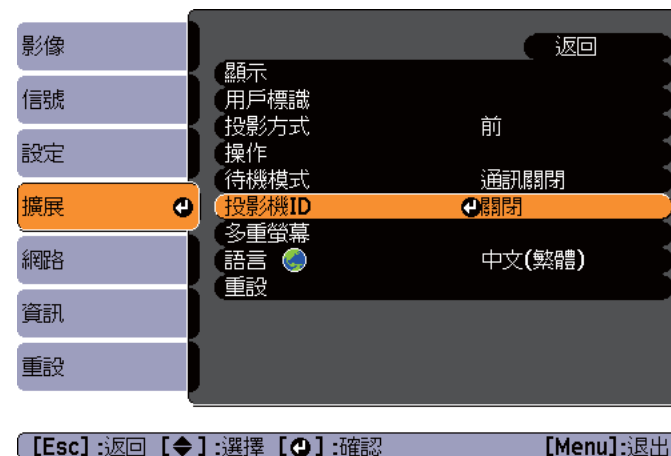 影像
信號
設定
擴展
網路
資訊
重設
返回
顯示
用戶標識
投影方式 前
操作
待機模式 通訊關閉
投影機ID 關閉
多重螢幕
語言 中文(繁體)
重設
[Esc] :返回 [◆] :選擇 [⏎] :確認 [Menu]:退出